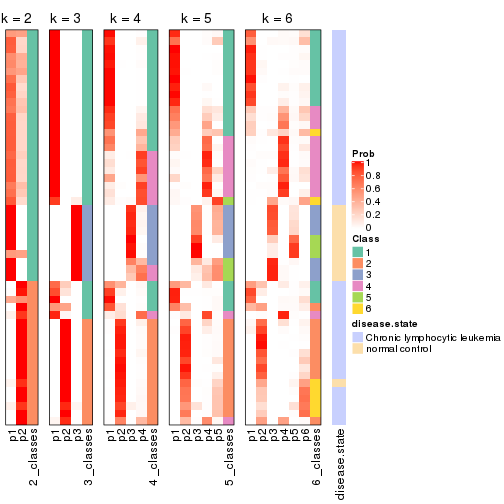 k = 2 k = 3 k = 4 k = 5 k = 6
Prob
1
0.8
0.6
0.4
0.2
0
Class
1
2
3
4
5
6
disease.state
Chronic lymphocytic leukemia
normal control
p1 p2 2_classes p1 p2 p3 3_classes p1 p2 p3 p4 4_classes p1 p2 p3 p4 p5 5_classes p1 p2 p3 p4 p5 p6 6_classes disease.state